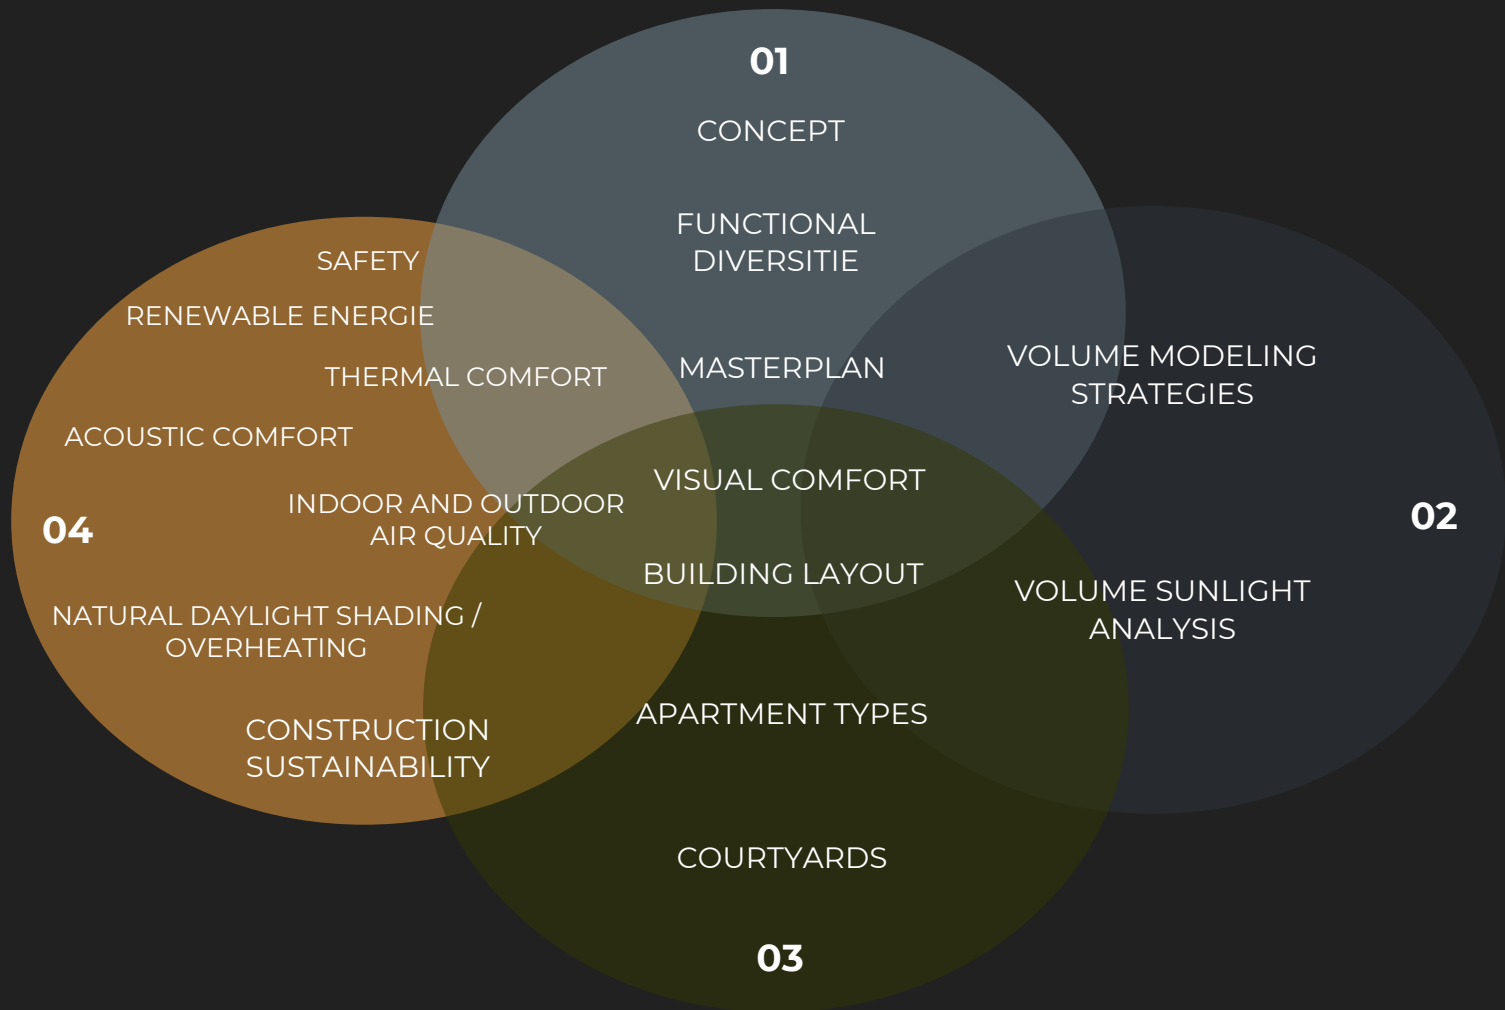 01
CONCEPT
FUNCTIONAL
DIVERSITIE
MASTERPLAN
VISUAL COMFORT
BUILDING LAYOUT
VOLUME MODELING
STRATEGIES
02
VOLUME SUNLIGHT
ANALYSIS
APARTMENT TYPES
COURTYARDS
03
SAFETY
RENEWABLE ENERGIE
THERMAL COMFORT
ACOUSTIC COMFORT
INDOOR AND OUTDOOR
AIR QUALITY
04
NATURAL DAYLIGHT SHADING /
OVERHEATING
CONSTRUCTION
SUSTAINABILITY